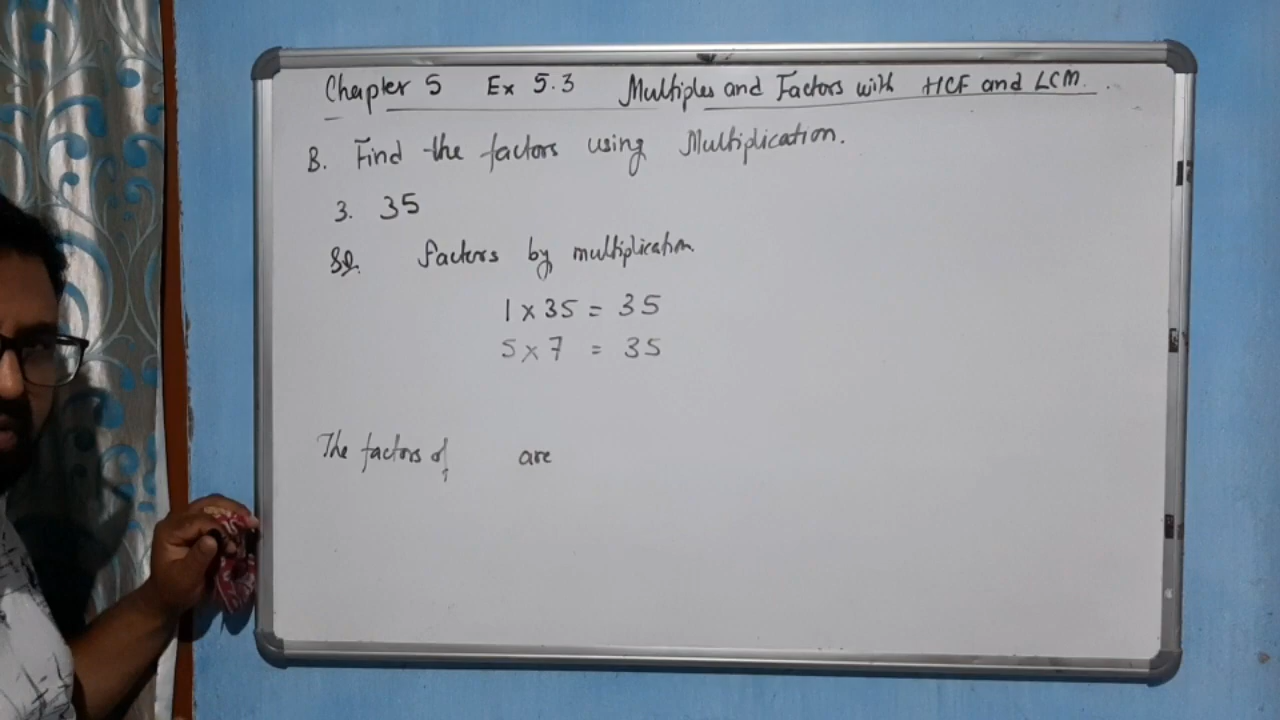 Chapter 5 Ex 5.3 Multiples and Factors with HCF and LCM.
B. Find the factors using Multiplication.
3. 35
Sol. factors by multiplication.
1 x 35 = 35
5 x 7 = 35
The factors of are